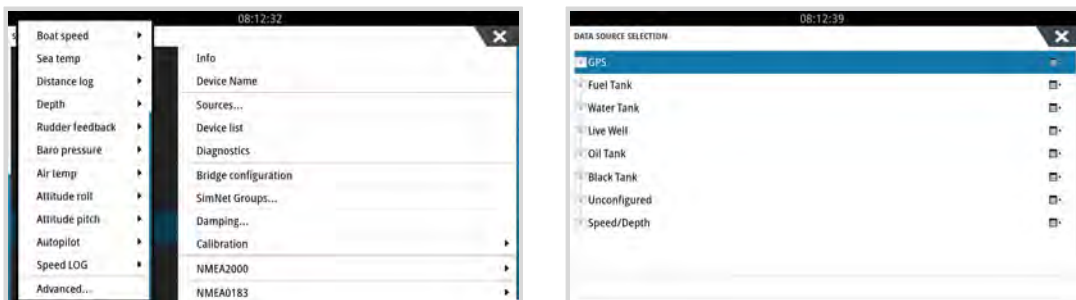 08:12:32
Boat speed
Sea temp
Distance log
Depth
Rudder feedback
Baro pressure
Air temp
Attitude roll
Attitude pitch
Autopilot
Speed LOG
Advanced...
Info
Device Name
Sources...
Device list
Diagnostics
Bridge configuration
SimNet Groups...
Damping...
Calibration
NMEA2000
NMEA0183
08:12:39
DATA SOURCE SELECTION
GPS
Fuel Tank
Water Tank
Live Well
Oil Tank
Black Tank
Unconfigured
Speed/Depth